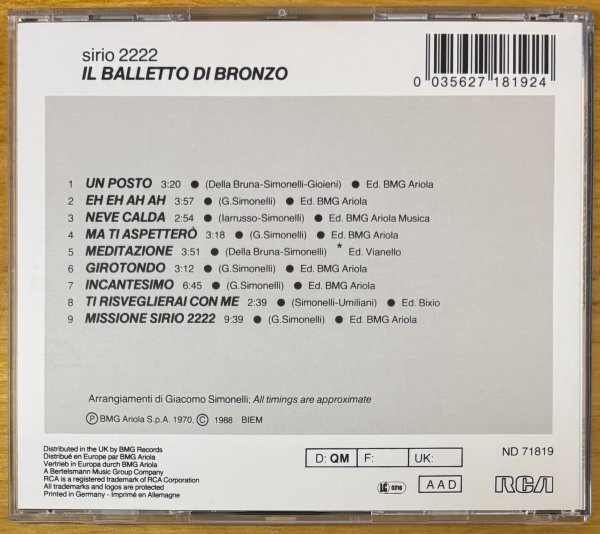 sirio 2222
IL BALLETTO DI BRONZO
0 035627 181924
1 UN POSTO 3:20 ● (Della Bruna-Simonelli-Gioieni) ● Ed. BMG Ariola
2 EH EH AH AH 3:57 ● (G.Simonelli) ● Ed. BMG Ariola
3 NEVE CALDA 2:54 ● (Iarrusso-Simonelli) ● Ed. BMG Ariola Musica
4 MA TI ASPETTERÒ 3:18 ● (G.Simonelli) ● Ed. BMG Ariola
5 MEDITAZIONE 3:51 ● (Della Bruna-Simonelli) * Ed. Vianello
6 GIROTONDO 3:12 ● (G.Simonelli) ● Ed. BMG Ariola
7 INCANTESIMO 6:45 ● (G.Simonelli) ● Ed. BMG Ariola
8 TI RISVEGLIERAI CON ME 2:39 ● (Simonelli-Umiliani) ● Ed. Bixio
9 MISSIONE SIRIO 2222 9:39 ● (G.Simonelli) ● Ed. BMG Ariola
Arrangiamenti di Giacomo Simonelli; All timings are approximate
Ⓟ BMG Ariola S.p.A. 1970, Ⓒ 1988 BIEM
Distributed in the UK by BMG Records
Distribué en Europe par BMG Ariola
Vertrieb in Europa durch BMG Ariola
A Bertelsmann Music Group Company
RCA is a registered trademark of RCA Corporation
All trademarks and logos are protected
Printed in Germany - Imprimé en Allemagne
D: QM F: UK:
ND 71819
LC 0316
AAD
RCA